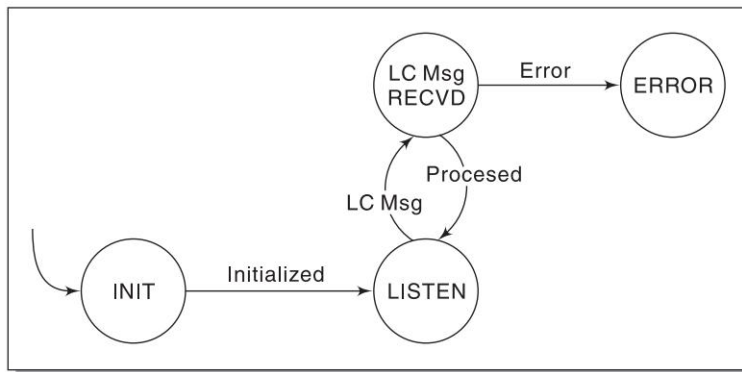 LC Msg
RECVD
Error
ERROR
LC Msg
Procesed
INIT
Initialized
LISTEN